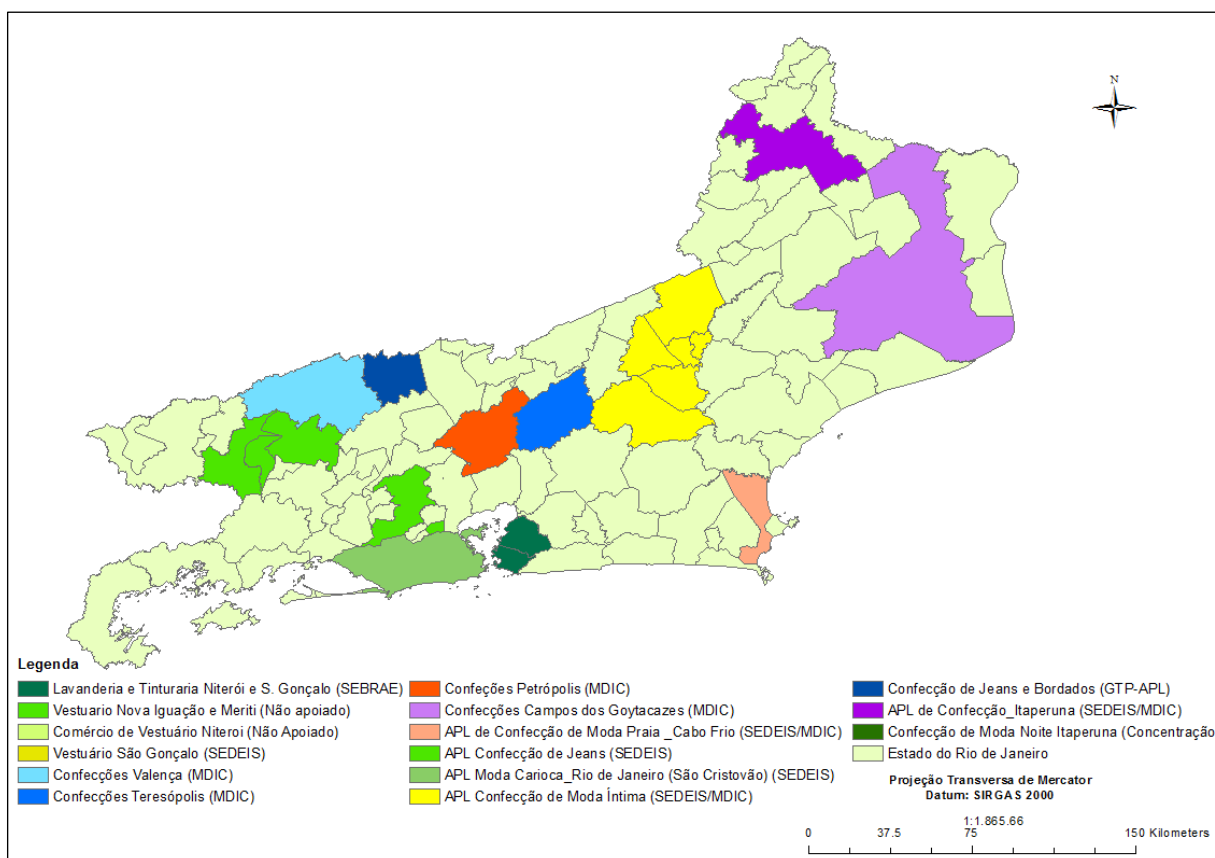 N
Legenda
Lavanderia e Tinturaria Niterói e S. Gonçalo (SEBRAE)
Vestuario Nova Iguação e Meriti (Não apoiado)
Comércio de Vestuário Niteroi (Não Apoiado)
Vestuário São Gonçalo (SEDEIS)
Confecções Valença (MDIC)
Confecções Teresópolis (MDIC)
Confeções Petrópolis (MDIC)
Confecções Campos dos Goytacazes (MDIC)
APL de Confecção de Moda Praia _Cabo Frio (SEDEIS/MDIC)
APL Confecção de Jeans (SEDEIS)
APL Moda Carioca_Rio de Janeiro (São Cristovão) (SEDEIS)
APL Confecção de Moda Íntima (SEDEIS/MDIC)
Confecção de Jeans e Bordados (GTP-APL)
APL de Confecção_Itaperuna (SEDEIS/MDIC)
Confecção de Moda Noite Itaperuna (Concentração
Estado do Rio de Janeiro
Projeção Transversa de Mercator
Datum: SIRGAS 2000
1:1.865.66
0 37.5 75 150 Kilometers